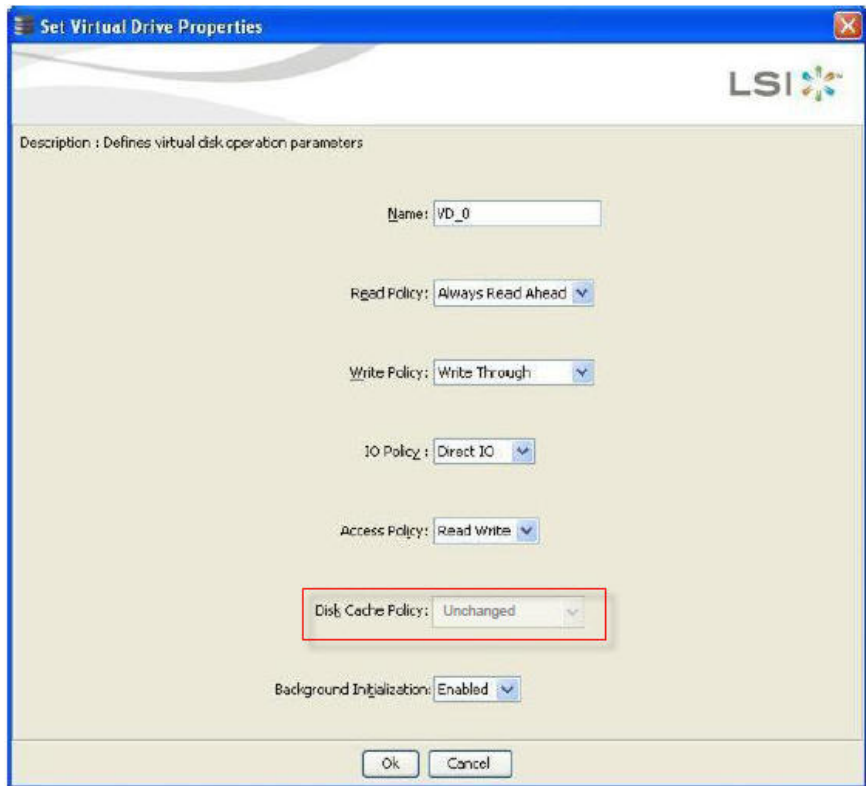 Set Virtual Drive Properties
LSI
Description : Defines virtual disk operation parameters
Name: VD_0
Read Policy: Always Read Ahead
Write Policy: Write Through
IO Policy : Direct IO
Access Policy: Read Write
Disk Cache Policy: Unchanged
Background Initialization: Enabled
Ok Cancel